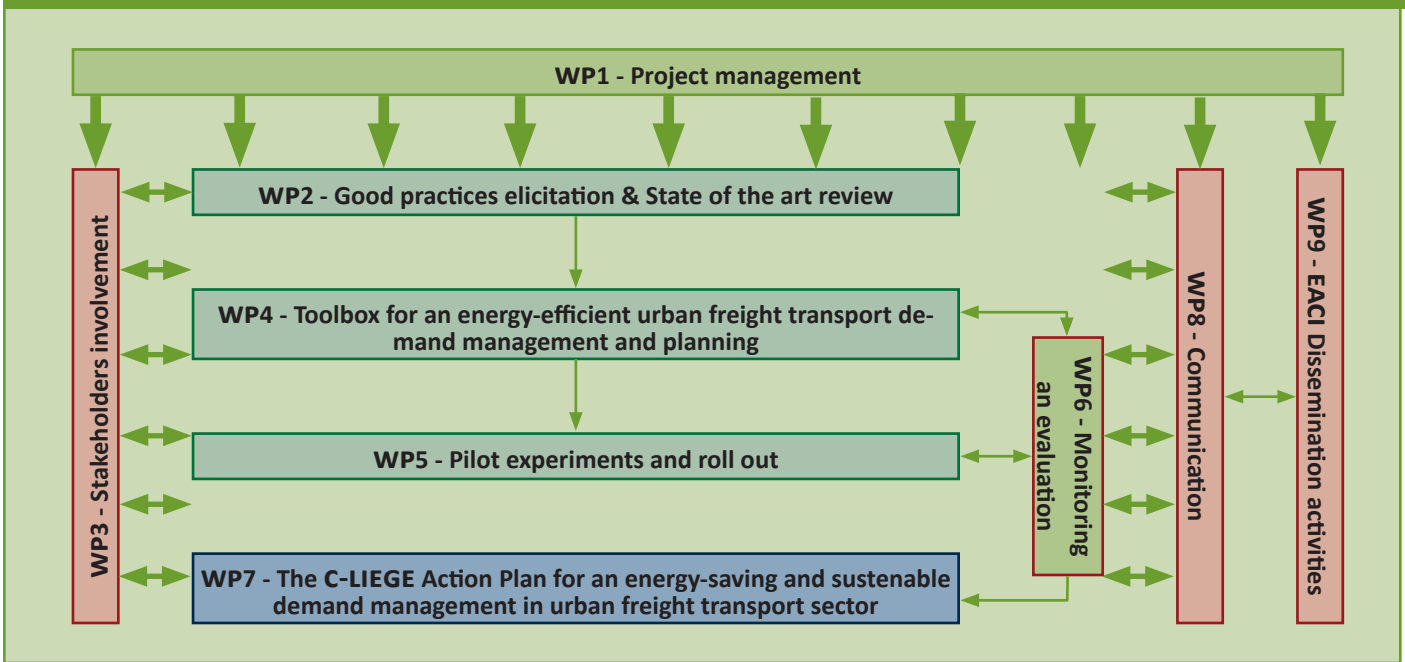 WP1 - Project management
WP2 - Good practices elicitation & State of the art review
WP3 - Stakeholders involvement
WP4 - Toolbox for an energy-efficient urban freight transport de-
mand management and planning
WP5 - Pilot experiments and roll out
WP6 - Monitoring
an evaluation
WP7 - The C-LIEGE Action Plan for an energy-saving and sustenable
demand management in urban freight transport sector
WP8 - Communication
WP9 - EACI Dissemination activities